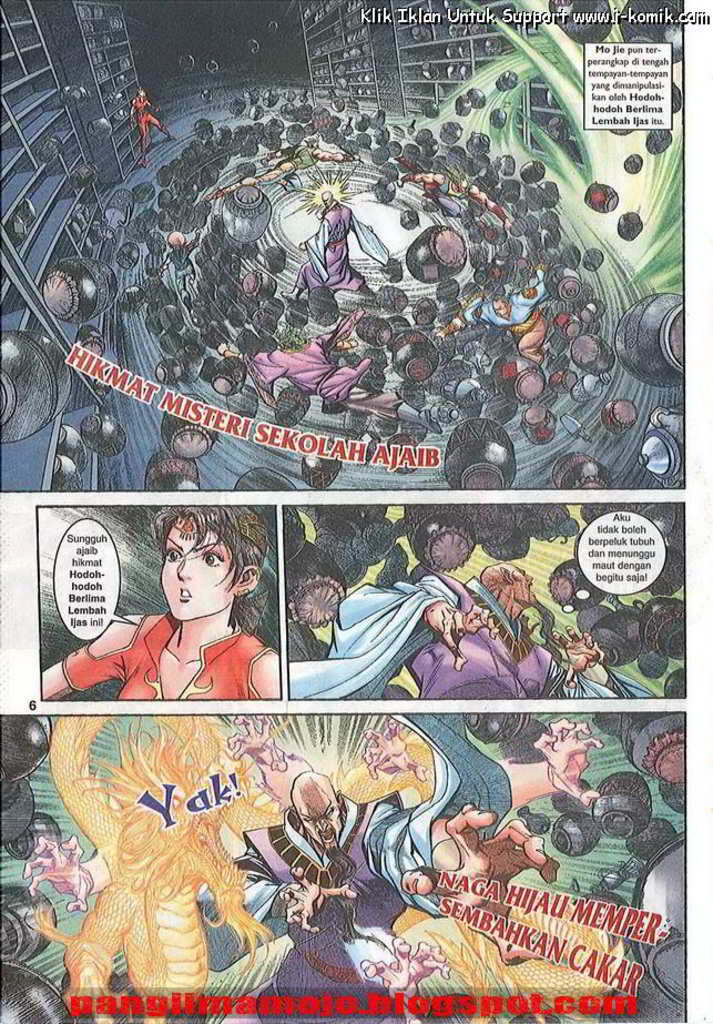 Klik Iklan Untuk Support www.i-komik.com
Mo Jie pun ter-
perangkap di tengah
tempayan-tempayan
yang dimanipulasi-
kan oleh Hodoh-
hodoh Berlima
Lembah Ijas itu.
HIKMAT MISTERI SEKOLAH AJAIB
Sungguh
ajaib
hikmat
Hodoh-
hodoh
Berlima
Lembah
Ijas ini!
Aku
tidak boleh
berpeluk tubuh
dan menunggu
maut dengan
begitu saja!
6
Yak!
NAGA HIJAU MEMPER-
SEMBAHKAN CAKAR
panglimamojo.blogspot.com